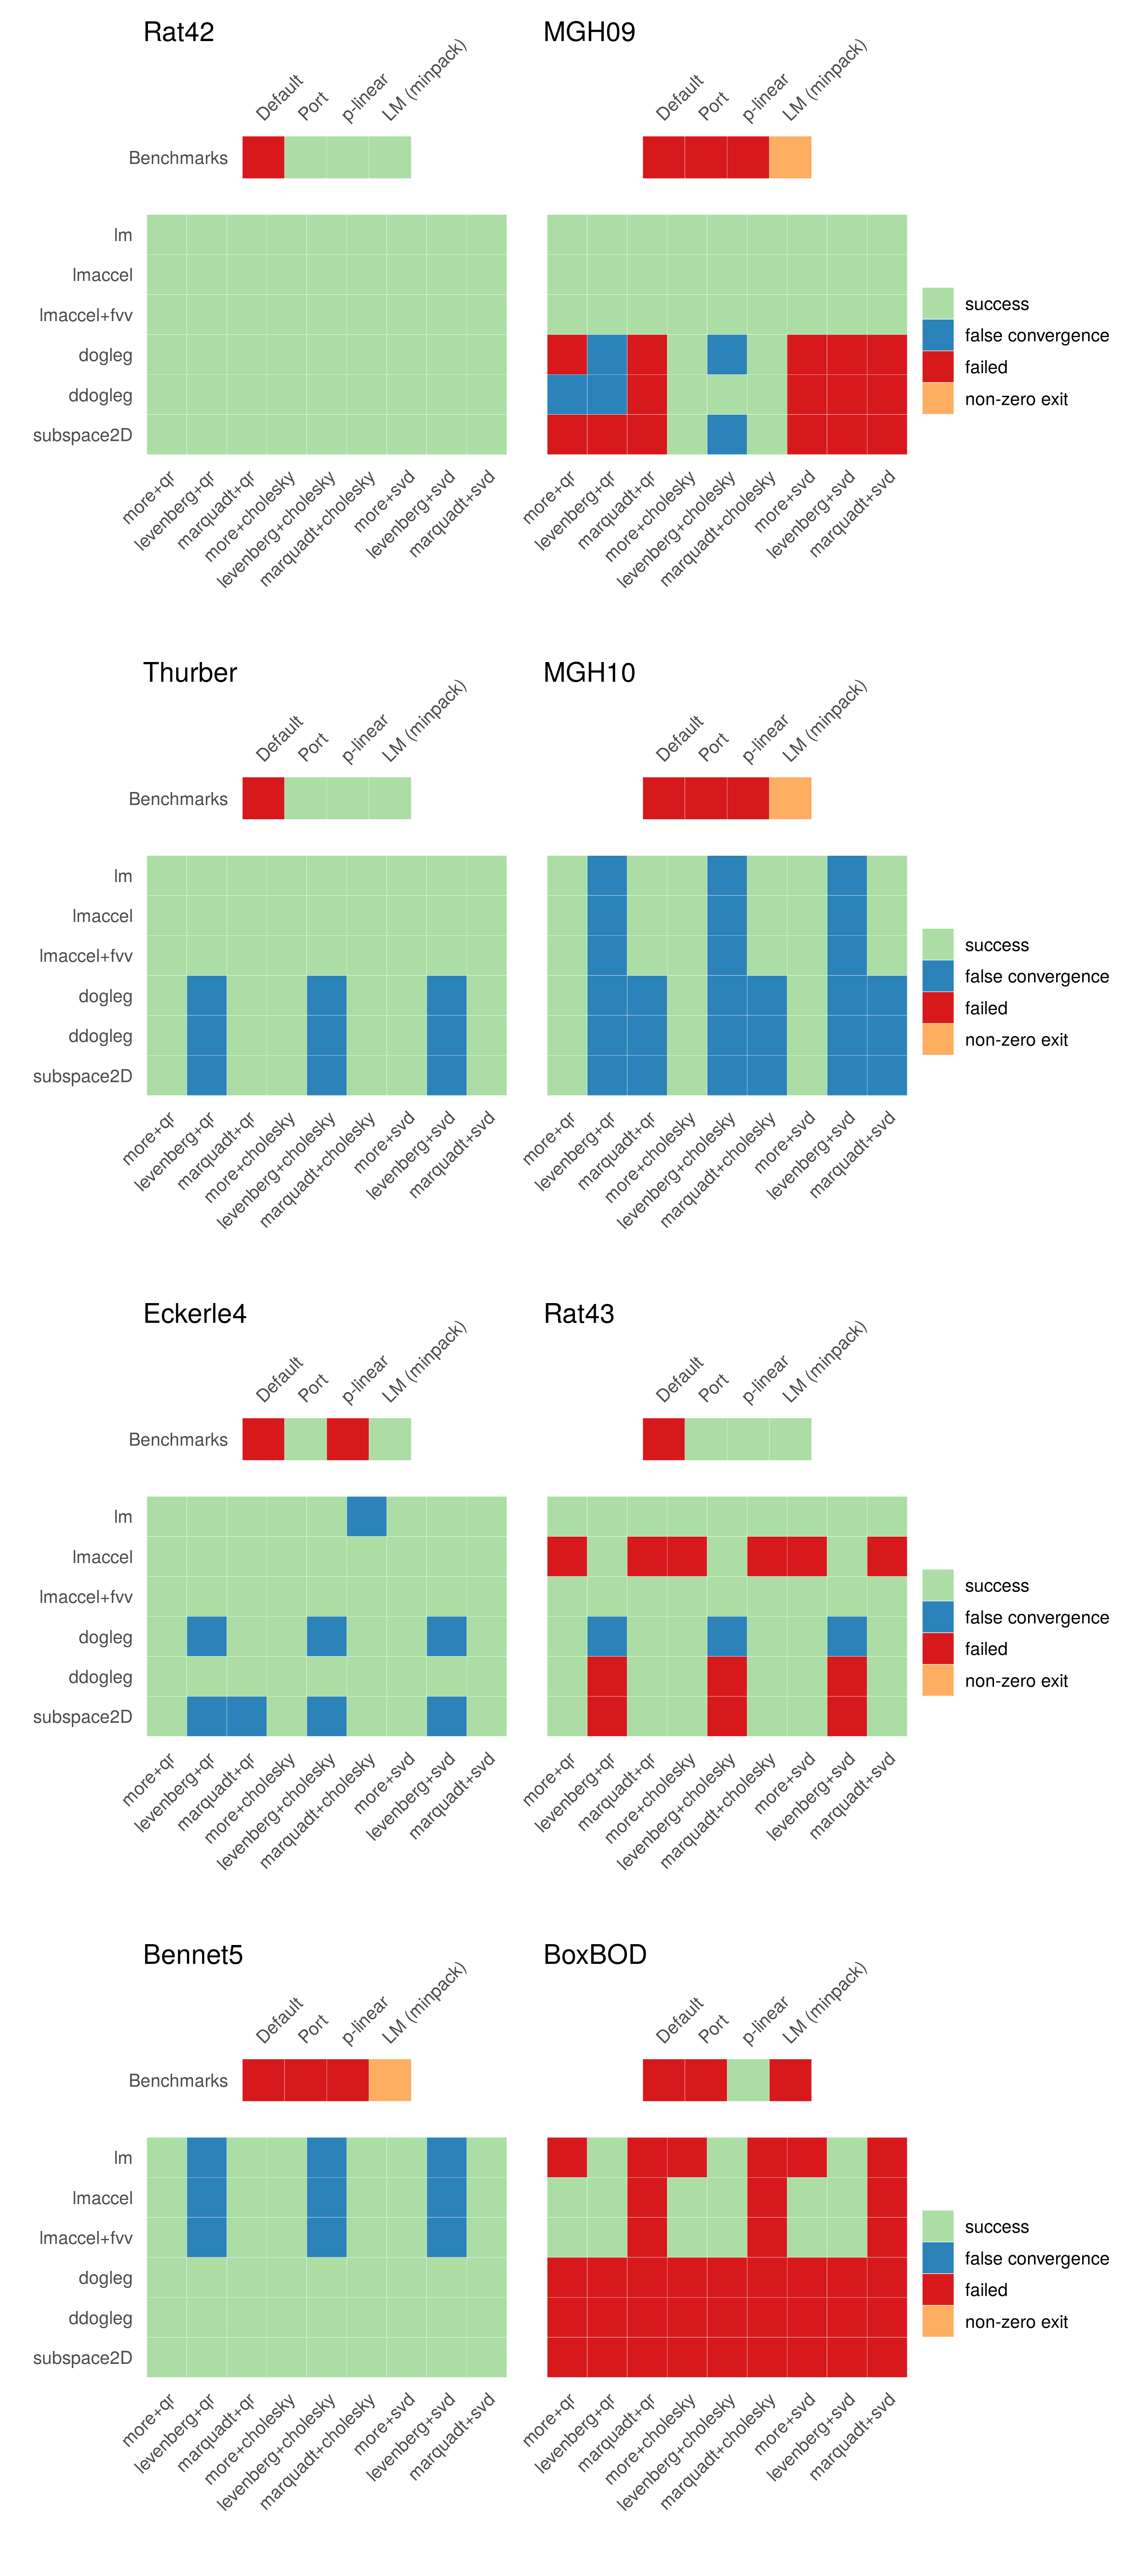 Rat42
MGH09
Default
Port
p-linear
LM (minpack)
Default
Port
p-linear
LM (minpack)
Benchmarks
lm
lmaccel
lmaccel+fvv
dogleg
ddogleg
subspace2D
success
false convergence
failed
non-zero exit
more+qr
levenberg+qr
marquadt+qr
more+cholesky
levenberg+cholesky
marquadt+cholesky
more+svd
levenberg+svd
marquadt+svd
more+qr
levenberg+qr
marquadt+qr
more+cholesky
levenberg+cholesky
marquadt+cholesky
more+svd
levenberg+svd
marquadt+svd
Thurber
MGH10
Default
Port
p-linear
LM (minpack)
Default
Port
p-linear
LM (minpack)
Benchmarks
lm
lmaccel
lmaccel+fvv
dogleg
ddogleg
subspace2D
success
false convergence
failed
non-zero exit
more+qr
levenberg+qr
marquadt+qr
more+cholesky
levenberg+cholesky
marquadt+cholesky
more+svd
levenberg+svd
marquadt+svd
more+qr
levenberg+qr
marquadt+qr
more+cholesky
levenberg+cholesky
marquadt+cholesky
more+svd
levenberg+svd
marquadt+svd
Eckerle4
Rat43
Default
Port
p-linear
LM (minpack)
Default
Port
p-linear
LM (minpack)
Benchmarks
lm
lmaccel
lmaccel+fvv
dogleg
ddogleg
subspace2D
success
false convergence
failed
non-zero exit
more+qr
levenberg+qr
marquadt+qr
more+cholesky
levenberg+cholesky
marquadt+cholesky
more+svd
levenberg+svd
marquadt+svd
more+qr
levenberg+qr
marquadt+qr
more+cholesky
levenberg+cholesky
marquadt+cholesky
more+svd
levenberg+svd
marquadt+svd
Bennet5
BoxBOD
Default
Port
p-linear
LM (minpack)
Default
Port
p-linear
LM (minpack)
Benchmarks
lm
lmaccel
lmaccel+fvv
dogleg
ddogleg
subspace2D
success
false convergence
failed
non-zero exit
more+qr
levenberg+qr
marquadt+qr
more+cholesky
levenberg+cholesky
marquadt+cholesky
more+svd
levenberg+svd
marquadt+svd
more+qr
levenberg+qr
marquadt+qr
more+cholesky
levenberg+cholesky
marquadt+cholesky
more+svd
levenberg+svd
marquadt+svd